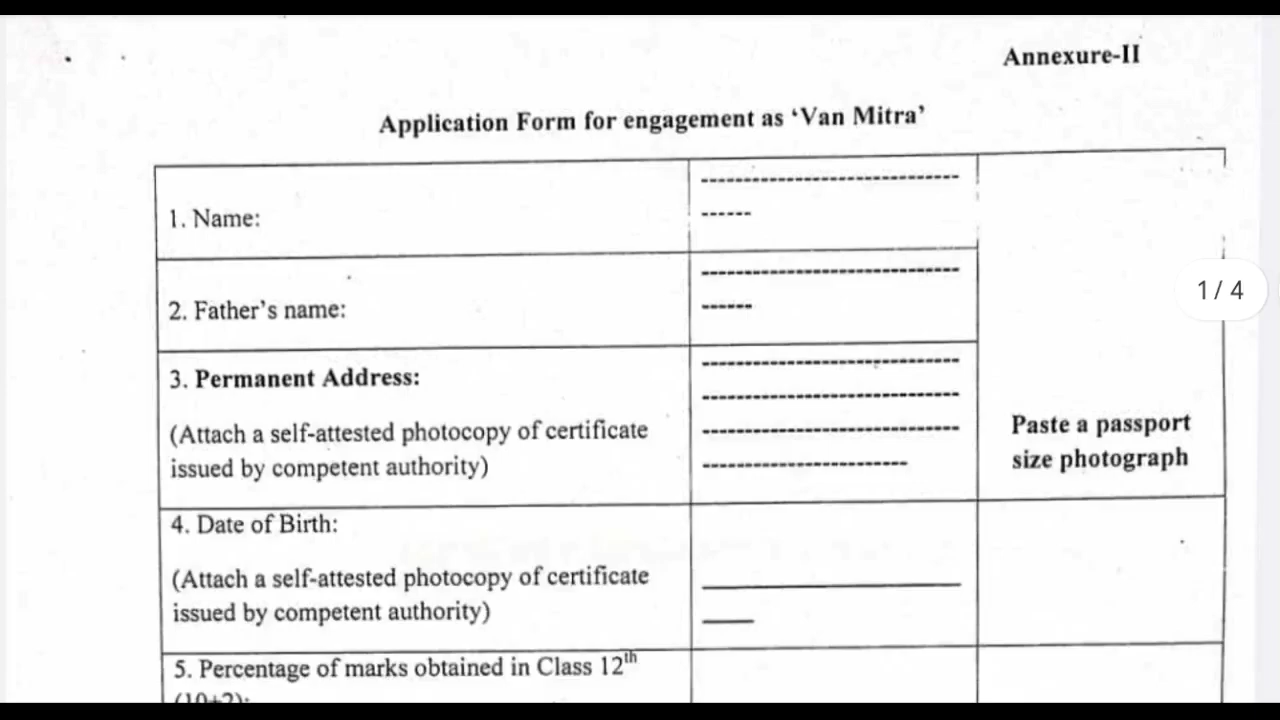 Annexure-II
Application Form for engagement as ‘Van Mitra’
1. Name:
2. Father’s name:
3. Permanent Address:
(Attach a self-attested photocopy of certificate
issued by competent authority)
Paste a passport
size photograph
4. Date of Birth:
(Attach a self-attested photocopy of certificate
issued by competent authority)
5. Percentage of marks obtained in Class 12th
(10+2):
1 / 4